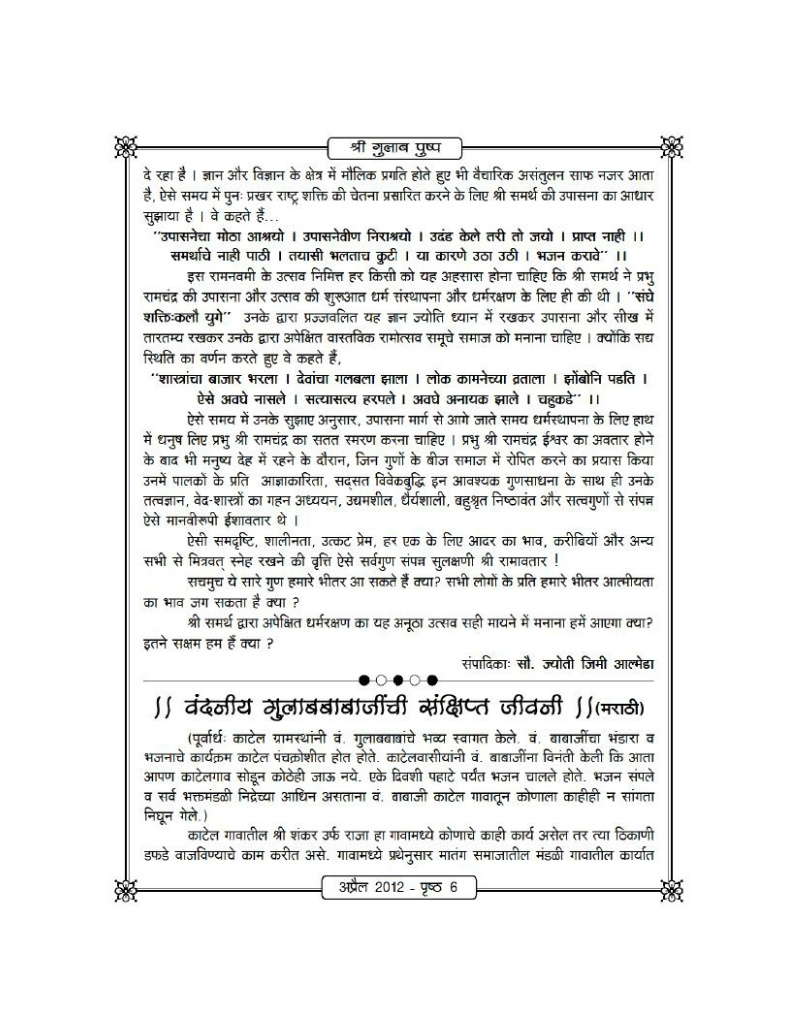 श्री गुलाब पुष्प
दे रहा है । ज्ञान और विज्ञान के क्षेत्र में मौलिक प्रगति होते हुए भी वैचारिक असंतुलन साफ नजर आता
है, ऐसे समय में पुनः प्रखर राष्ट्र शक्ति की चेतना प्रसारित करने के लिए श्री समर्थ की उपासना का आधार
सुझाया है । वे कहते हैं...
''उपासनेचा मोठा आश्रयो । उपासनेवीण निराश्रयो । उदंड केले तरी तो जयो । प्राप्त नाही ।।
समर्थाचे नाही पाठी । तयासी भलताच कुटी । या कारणे उठा उठी । भजन करावे'' ।।
इस रामनवमी के उत्सव निमित्त हर किसी को यह अहसास होना चाहिए कि श्री समर्थ ने प्रभु
रामचंद्र की उपासना और उत्सव की शुरूआत धर्म संस्थापना और धर्मरक्षण के लिए ही की थी । ''संघे
शक्तिःकलौ युगे'' उनके द्वारा प्रज्जवलित यह ज्ञान ज्योति ध्यान में रखकर उपासना और सीख में
तारतम्य रखकर उनके द्वारा अपेक्षित वास्तविक रामोत्सव समूचे समाज को मनाना चाहिए । क्योंकि सद्य
स्थिति का वर्णन करते हुए वे कहते हैं,
''शास्त्रांचा बाजार भरला । देवांचा गलबला झाला । लोक कामनेच्या व्रताला । झोंबोनि पडति ।
ऐसे अवघे नासले । सत्यासत्य हरपले । अवघे अनायक झाले । चहुकडे'' ।।
ऐसे समय में उनके सुझाए अनुसार, उपासना मार्ग से आगे जाते समय धर्मस्थापना के लिए हाथ
में धनुष लिए प्रभु श्री रामचंद्र का सतत स्मरण करना चाहिए । प्रभु श्री रामचंद्र ईश्वर का अवतार होने
के बाद भी मनुष्य देह में रहने के दौरान, जिन गुणों के बीज समाज में रोपित करने का प्रयास किया
उनमें पालकों के प्रति आज्ञाकारिता, सद्सत विवेकबुद्धि इन आवश्यक गुणसाधना के साथ ही उनके
तत्वज्ञान, वेद-शास्त्रों का गहन अध्ययन, उद्यमशील, धैर्यशाली, बहुश्रृत निष्ठावंत और सत्वगुणों से संपन्न
ऐसे मानवीरूपी ईशावतार थे ।
ऐसी समदृष्टि, शालीनता, उत्कट प्रेम, हर एक के लिए आदर का भाव, करीबियों और अन्य
सभी से मित्रवत् स्नेह रखने की वृत्ति ऐसे सर्वगुण संपन्न सुलक्षणी श्री रामावतार !
सचमुच ये सारे गुण हमारे भीतर आ सकते हैं क्या? सभी लोगों के प्रति हमारे भीतर आत्मीयता
का भाव जग सकता है क्या ?
श्री समर्थ द्वारा अपेक्षित धर्मरक्षण का यह अनूठा उत्सव सही मायने में मनाना हमें आएगा क्या?
इतने सक्षम हम हैं क्या ?
संपादिकाः सौ. ज्योती जिमी आल्मेडा
।। वंदनीय गुलाबबाबाजींची संक्षिप्त जीवनी ।।(मराठी)
(पूर्वार्धः काटेल ग्रामस्थांनी वं. गुलाबबाबांचे भव्य स्वागत केले. वं. बाबाजींचा भंडारा व
भजनाचे कार्यक्रम काटेल पंचक्रोशीत होत होते. काटेलवासीयांनी वं. बाबाजींना विनंती केली कि आता
आपण काटेलगाव सोडून कोठेही जाऊ नये. एके दिवशी पहाटे पर्यंत भजन चालले होते. भजन संपले
व सर्व भक्तमंडळी निद्रेच्या आधिन असताना वं. बाबाजी काटेल गावातून कोणाला काहीही न सांगता
निघून गेले.)
काटेल गावातील श्री शंकर उर्फ राजा हा गावामध्ये कोणाचे काही कार्य असेल तर त्या ठिकाणी
डफडे वाजविण्याचे काम करीत असे. गावामध्ये प्रथेनुसार मातंग समाजातील मंडळी गावातील कार्यात
अप्रैल 2012 - पृष्ठ 6